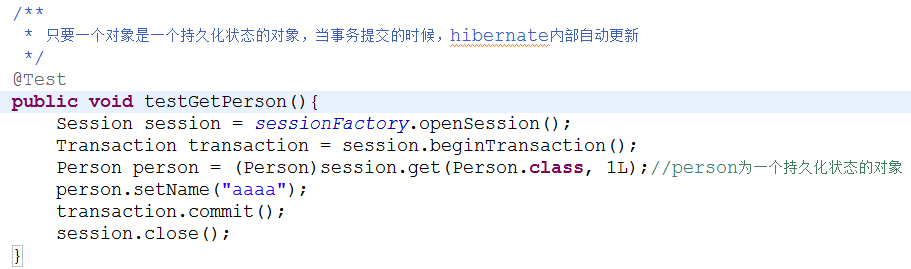 /**
 * 只要一个对象是一个持久化状态的对象，当事务提交的时候，hibernate内部自动更新
 */
@Test
public void testGetPerson(){
    Session session = sessionFactory.openSession();
    Transaction transaction = session.beginTransaction();
    Person person = (Person)session.get(Person.class, 1L);//person为一个持久化状态的对象
    person.setName("aaaa");
    transaction.commit();
    session.close();
}